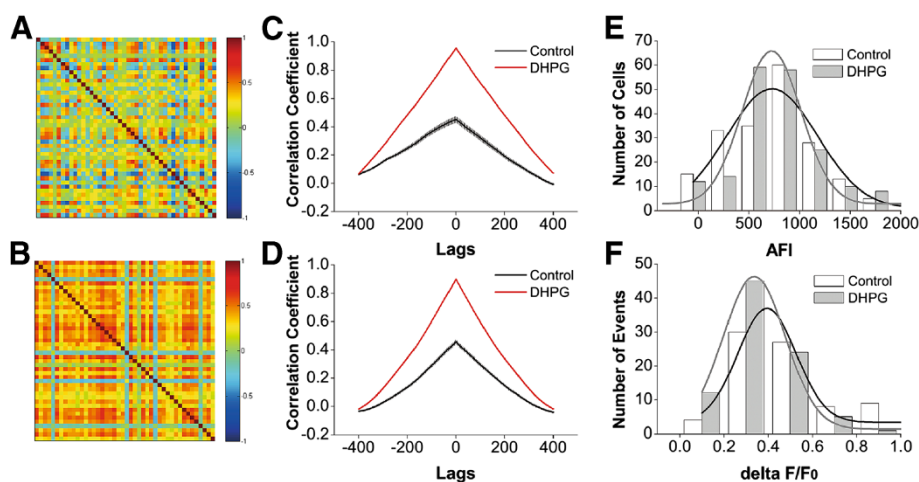 A
1
0.5
0
-0.5
-1
B
1
0.5
0
-0.5
-1
C
1.0
0.8
0.6
0.4
0.2
0.0
-0.2
Correlation Coefficient
Control
DHPG
-400 -200 0 200 400
Lags
D
1.0
0.8
0.6
0.4
0.2
0.0
-0.2
Correlation Coefficient
Control
DHPG
-400 -200 0 200 400
Lags
E
70
60
50
40
30
20
10
0
Number of Cells
Control
DHPG
0 500 1000 1500 2000
AFI
F
50
40
30
20
10
0
Number of Events
Control
DHPG
0.0 0.2 0.4 0.6 0.8 1.0
delta F/F0